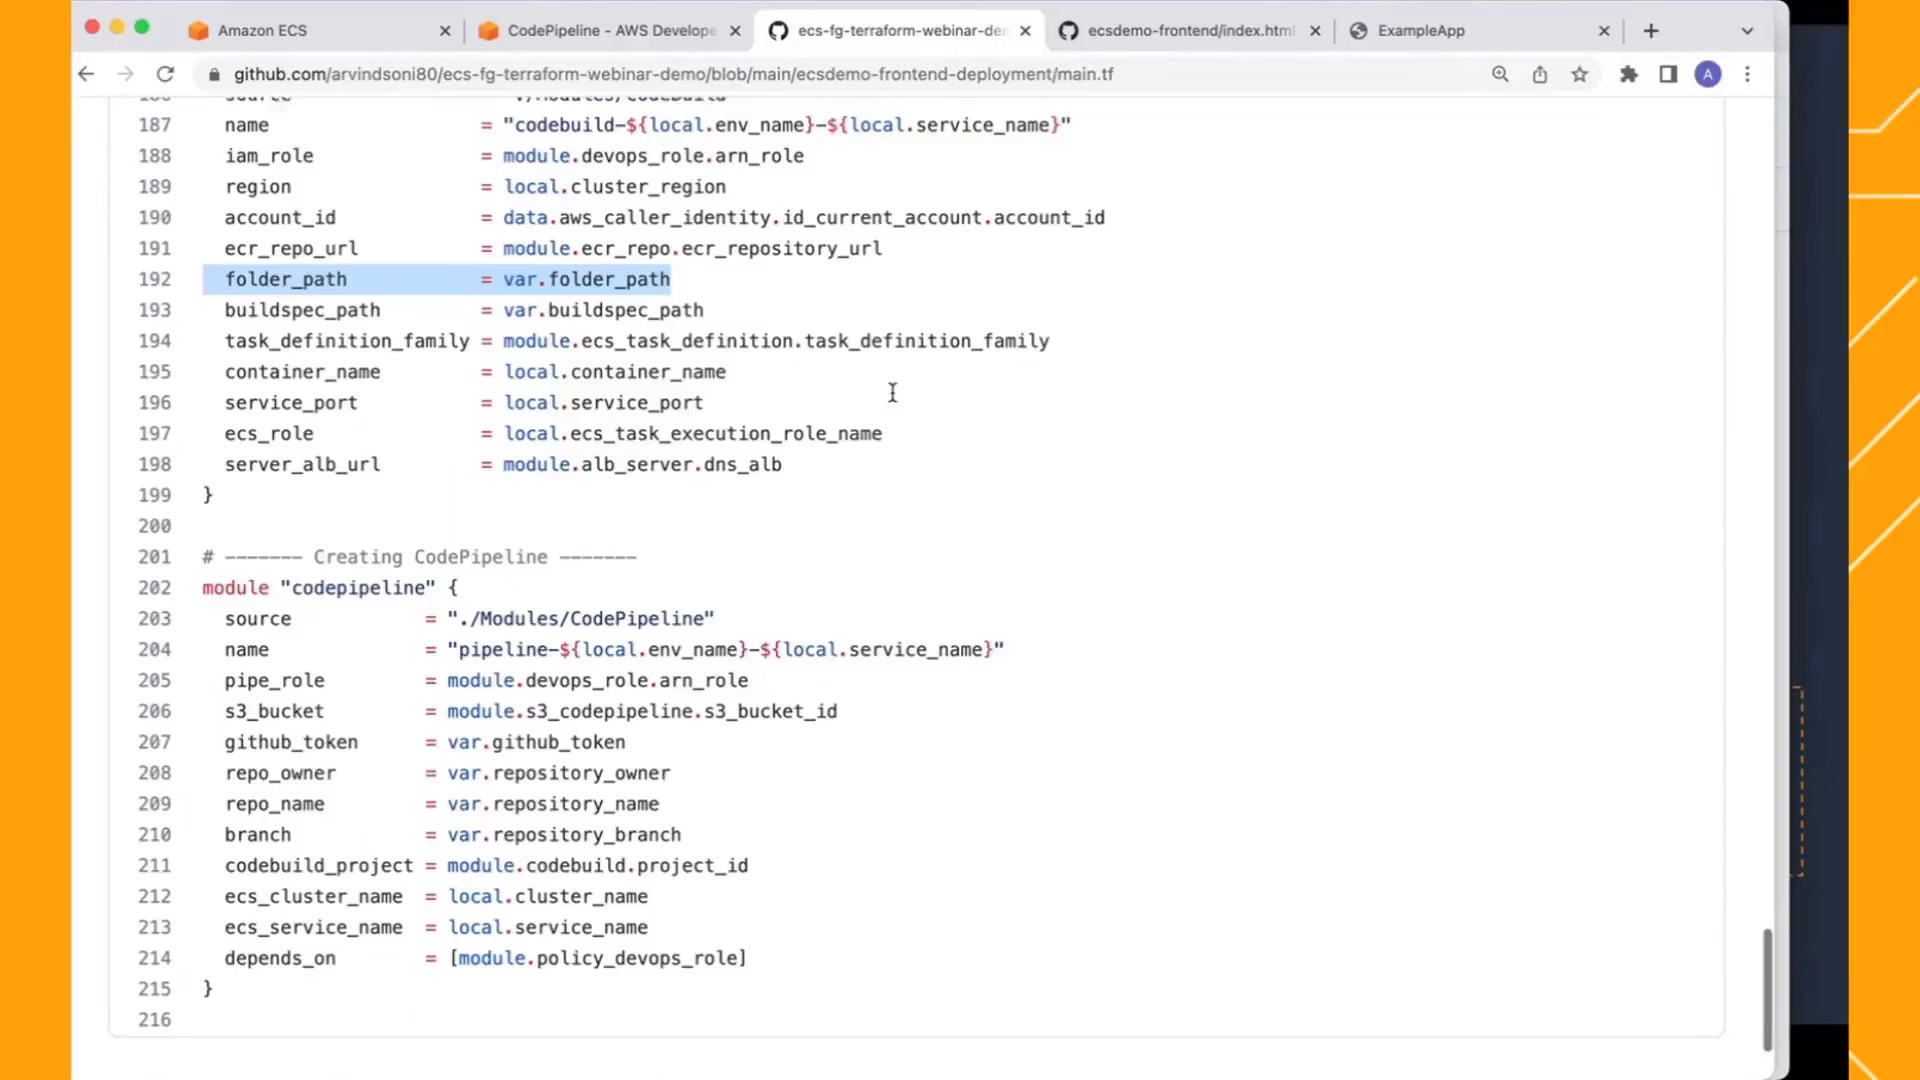 Amazon ECS
CodePipeline - AWS Develope
ecs-fg-terraform-webinar-de
ecsdemo-frontend/index.html
ExampleApp
github.com/arvindsoni80/ecs-fg-terraform-webinar-demo/blob/main/ecsdemo-frontend-deployment/main.tf
A
187 name = "codebuild-${local.env_name}-${local.service_name}"
188 iam_role = module.devops_role.arn_role
189 region = local.cluster_region
190 account_id = data.aws_caller_identity.id_current_account.account_id
191 ecr_repo_url = module.ecr_repo.ecr_repository_url
192 folder_path = var.folder_path
193 buildspec_path = var.buildspec_path
194 task_definition_family = module.ecs_task_definition.task_definition_family
195 container_name = local.container_name
196 service_port = local.service_port
197 ecs_role = local.ecs_task_execution_role_name
198 server_alb_url = module.alb_server.dns_alb
199 }
200
201 # ------- Creating CodePipeline -------
202 module "codepipeline" {
203 source = "./Modules/CodePipeline"
204 name = "pipeline-${local.env_name}-${local.service_name}"
205 pipe_role = module.devops_role.arn_role
206 s3_bucket = module.s3_codepipeline.s3_bucket_id
207 github_token = var.github_token
208 repo_owner = var.repository_owner
209 repo_name = var.repository_name
210 branch = var.repository_branch
211 codebuild_project = module.codebuild.project_id
212 ecs_cluster_name = local.cluster_name
213 ecs_service_name = local.service_name
214 depends_on = [module.policy_devops_role]
215 }
216